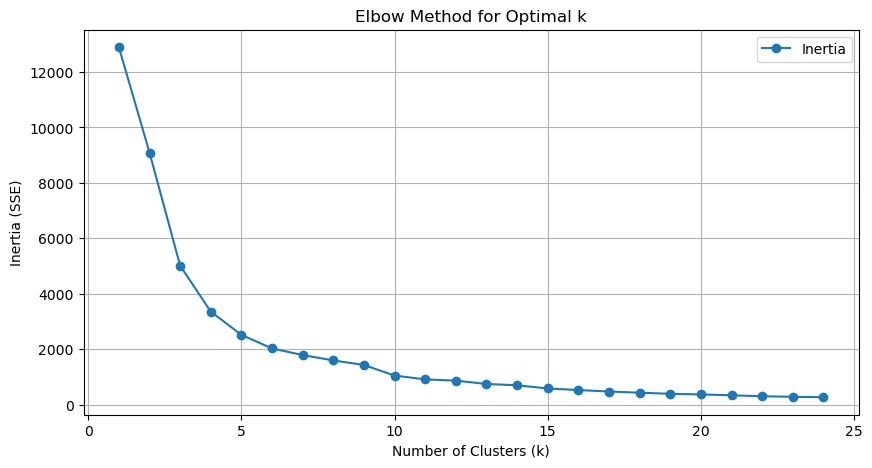 Elbow Method for Optimal k
Inertia
Inertia (SSE)
12000
10000
8000
6000
4000
2000
0
0 5 10 15 20 25
Number of Clusters (k)